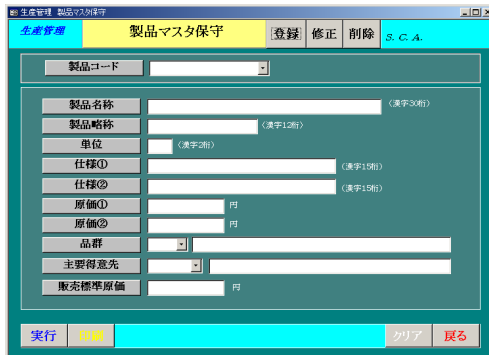 生産管理 製品マスタ保守
生産管理 製品マスタ保守 登録 修正 削除 S. C. A.
製品コード
製品名称 (漢字30桁)
製品略称 (漢字12桁)
単位 (漢字2桁)
仕様① (漢字15桁)
仕様② (漢字15桁)
原価① 円
原価② 円
品群
主要得意先
販売標準原価 円
実行 印刷 クリア 戻る